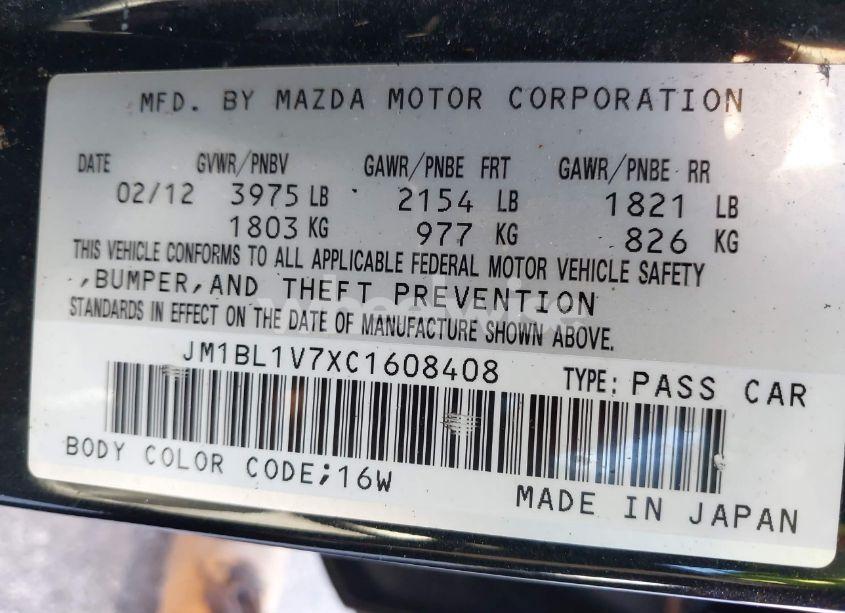 MFD. BY MAZDA MOTOR CORPORATION
DATE GVWR/PNBV GAWR/PNBE FRT GAWR/PNBE RR
02/12 3975 LB 2154 LB 1821 LB
1803 KG 977 KG 826 KG
THIS VEHICLE CONFORMS TO ALL APPLICABLE FEDERAL MOTOR VEHICLE SAFETY
,BUMPER,AND THEFT PREVENTION
STANDARDS IN EFFECT ON THE DATE OF MANUFACTURE SHOWN ABOVE.
JM1BL1V7XC1608408 TYPE: PASS CAR
BODY COLOR CODE;16W
MADE IN JAPAN